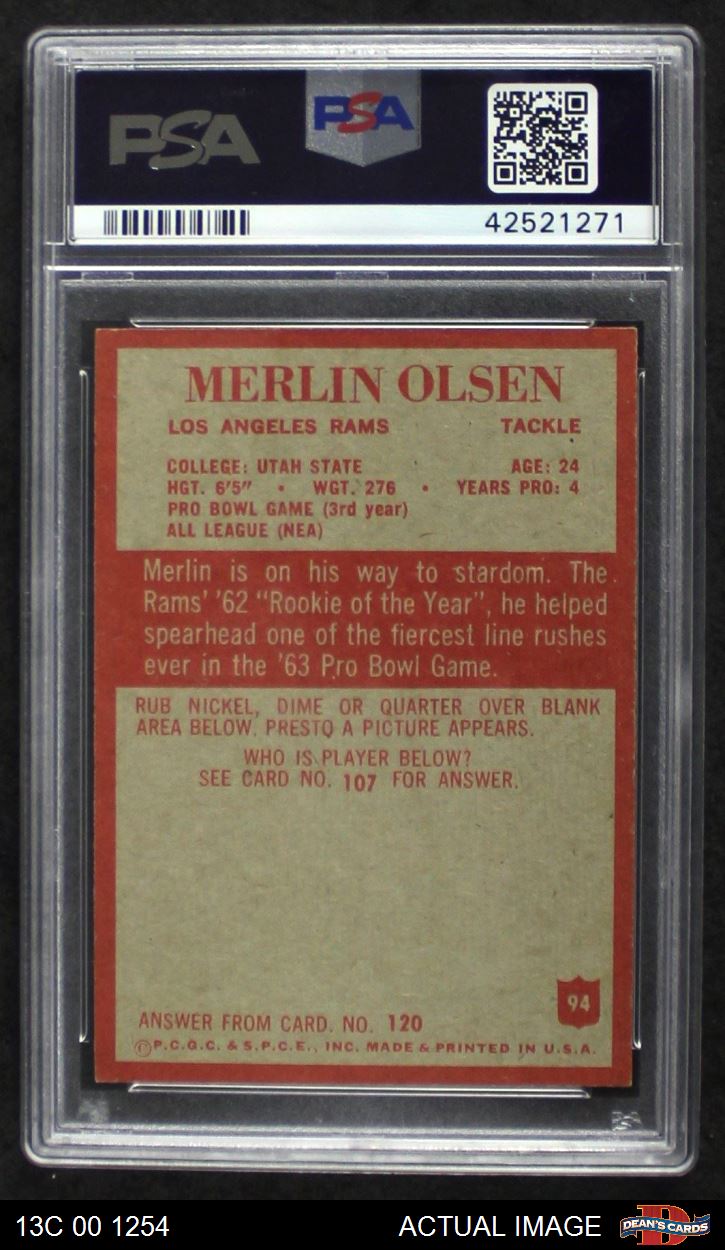 PSA PSA
42521271
MERLIN OLSEN
LOS ANGELES RAMS TACKLE
COLLEGE: UTAH STATE AGE: 24
HGT. 6'5" • WGT. 276 • YEARS PRO: 4
PRO BOWL GAME (3rd year)
ALL LEAGUE (NEA)
Merlin is on his way to stardom. The
Rams' '62 "Rookie of the Year", he helped
spearhead one of the fiercest line rushes
ever in the '63 Pro Bowl Game.
RUB NICKEL, DIME OR QUARTER OVER BLANK
AREA BELOW. PRESTO A PICTURE APPEARS.
WHO IS PLAYER BELOW?
SEE CARD NO. 107 FOR ANSWER.
94
ANSWER FROM CARD. NO. 120
©P.C.G.C. & S.P.C.E., INC. MADE & PRINTED IN U.S.A.
PSA
13C 00 1254 ACTUAL IMAGE DEAN'S CARDS